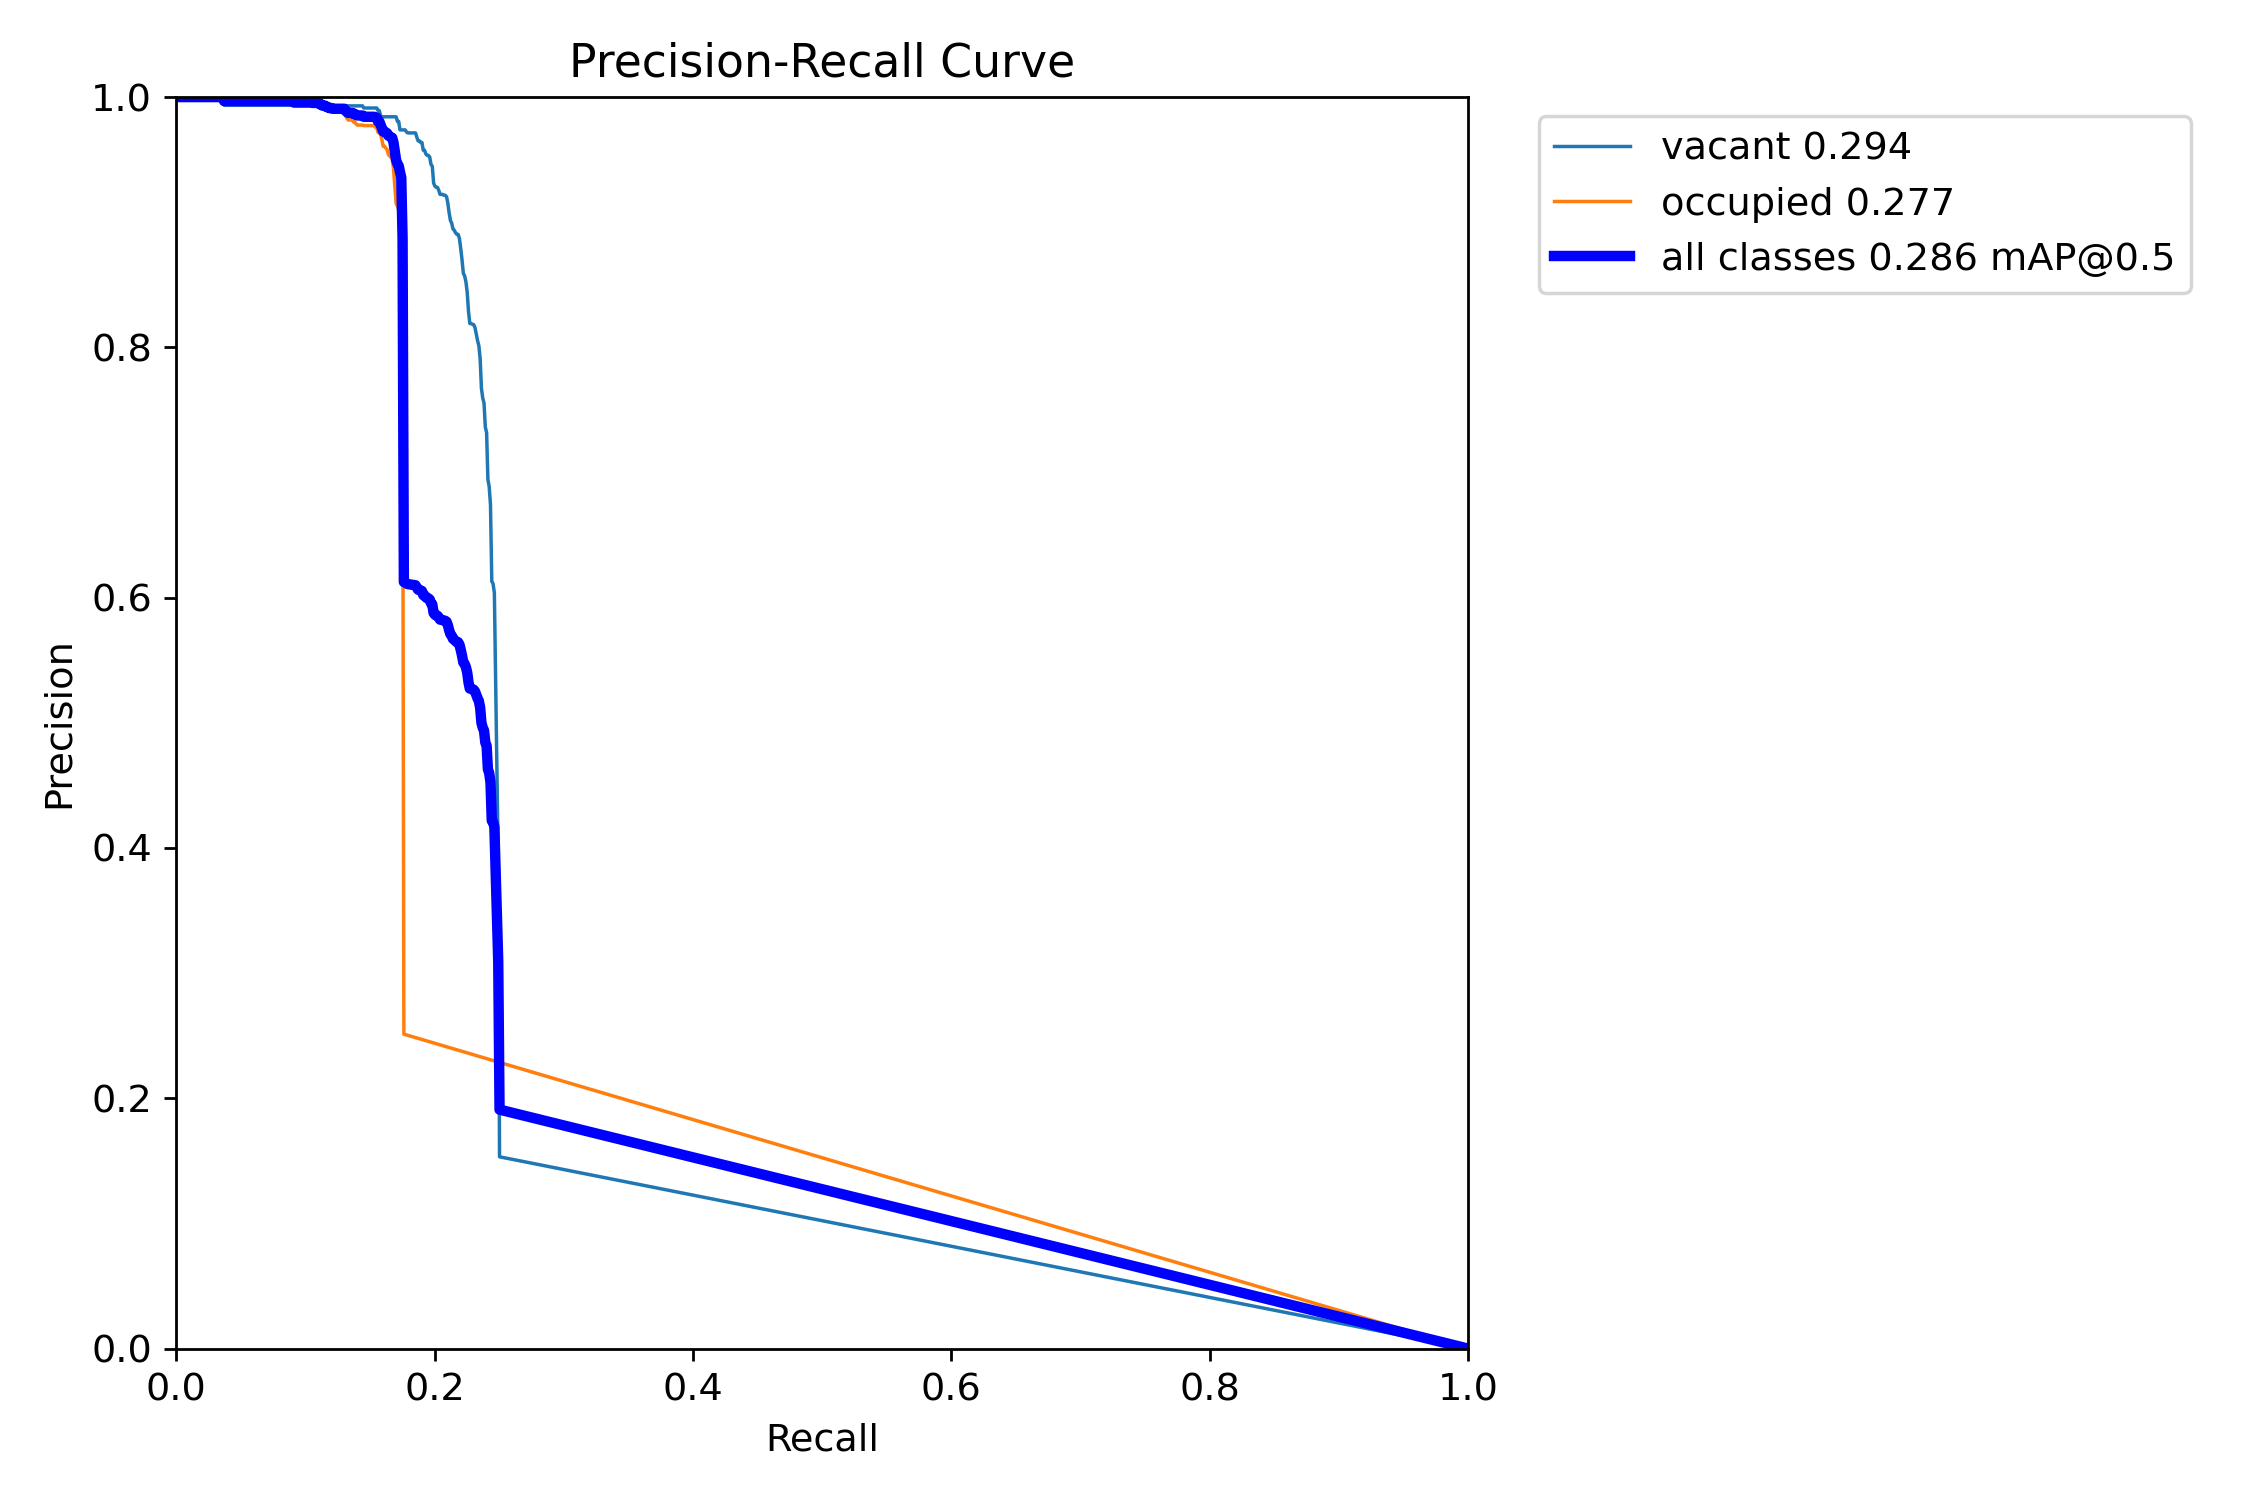 Precision-Recall Curve
1.0
0.8
0.6
0.4
0.2
0.0
Precision
0.0 0.2 0.4 0.6 0.8 1.0
Recall
vacant 0.294
occupied 0.277
all classes 0.286 mAP@0.5